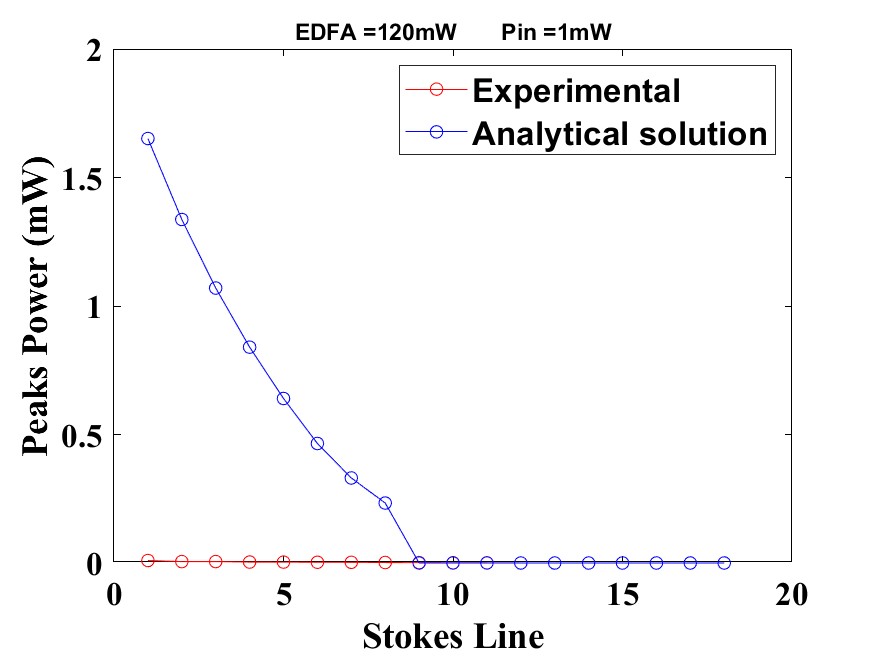 EDFA =120mW Pin =1mW
Experimental
Analytical solution
Peaks Power (mW)
2
1.5
1
0.5
0
0 5 10 15 20
Stokes Line